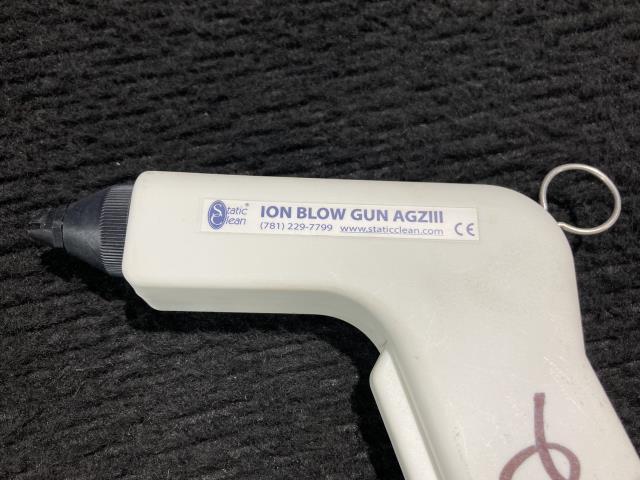 Static Clean®
ION BLOW GUN AGZIII
(781) 229-7799 www.staticclean.com CE